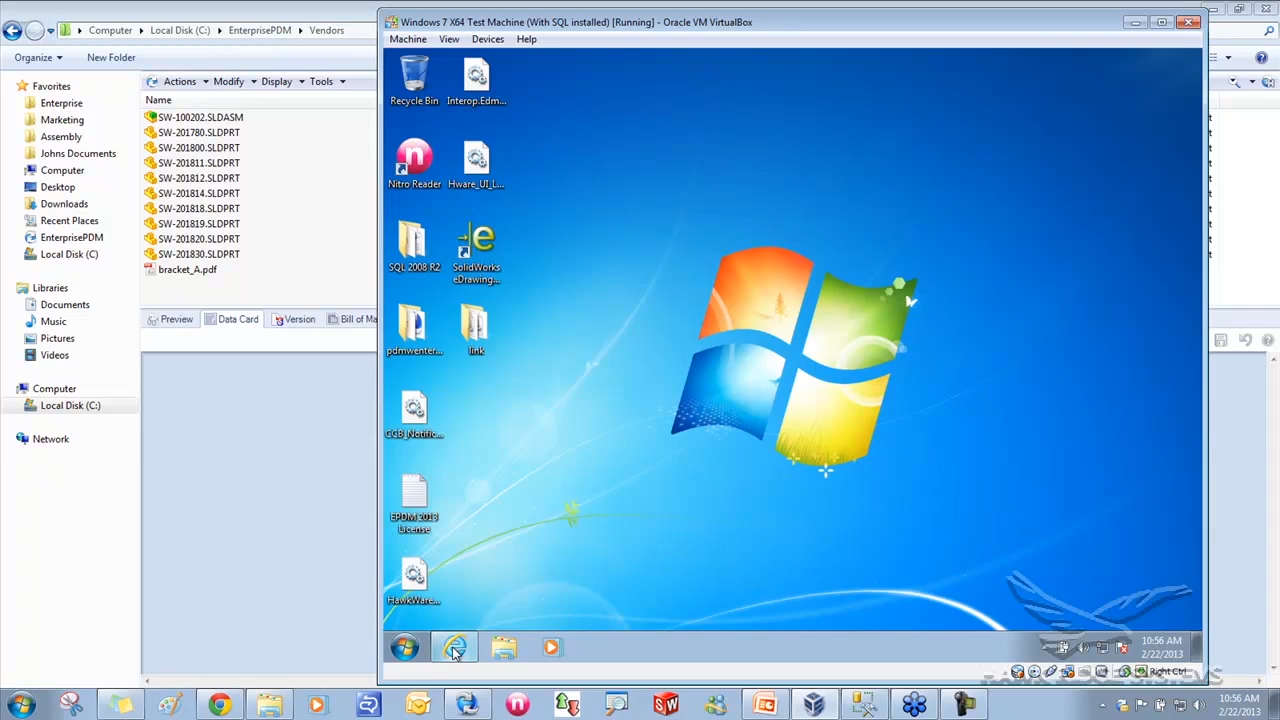 Windows 7 X64 Test Machine (With SQL installed) [Running] - Oracle VM VirtualBox
Machine View Devices Help
Computer Local Disk (C:) EnterprisePDM Vendors
Organize New Folder
Actions Modify Display Tools
Name
Favorites
Enterprise
Marketing
Assembly
Johns Documents
Computer
Desktop
Downloads
Recent Places
EnterprisePDM
Local Disk (C)
Libraries
Documents
Music
Pictures
Videos
Computer
Local Disk (C:)
Network
SW-100202.SLDASM
SW-201780.SLDPRT
SW-201800.SLDPRT
SW-201811.SLDPRT
SW-201812.SLDPRT
SW-201814.SLDPRT
SW-201818.SLDPRT
SW-201819.SLDPRT
SW-201820.SLDPRT
SW-201830.SLDPRT
bracket_A.pdf
Preview Data Card Version Bill of Ma
Recycle Bin
Interop.Edm...
Nitro Reader
Hware_UI_L...
SQL 2008 R2
SolidWorks
eDrawing...
pdmwenter...
link
CCB_Notific...
EPDM 2013
License
HawkWare...
10:56 AM
2/22/2013
Right Ctrl
10:56 AM
2/22/2013